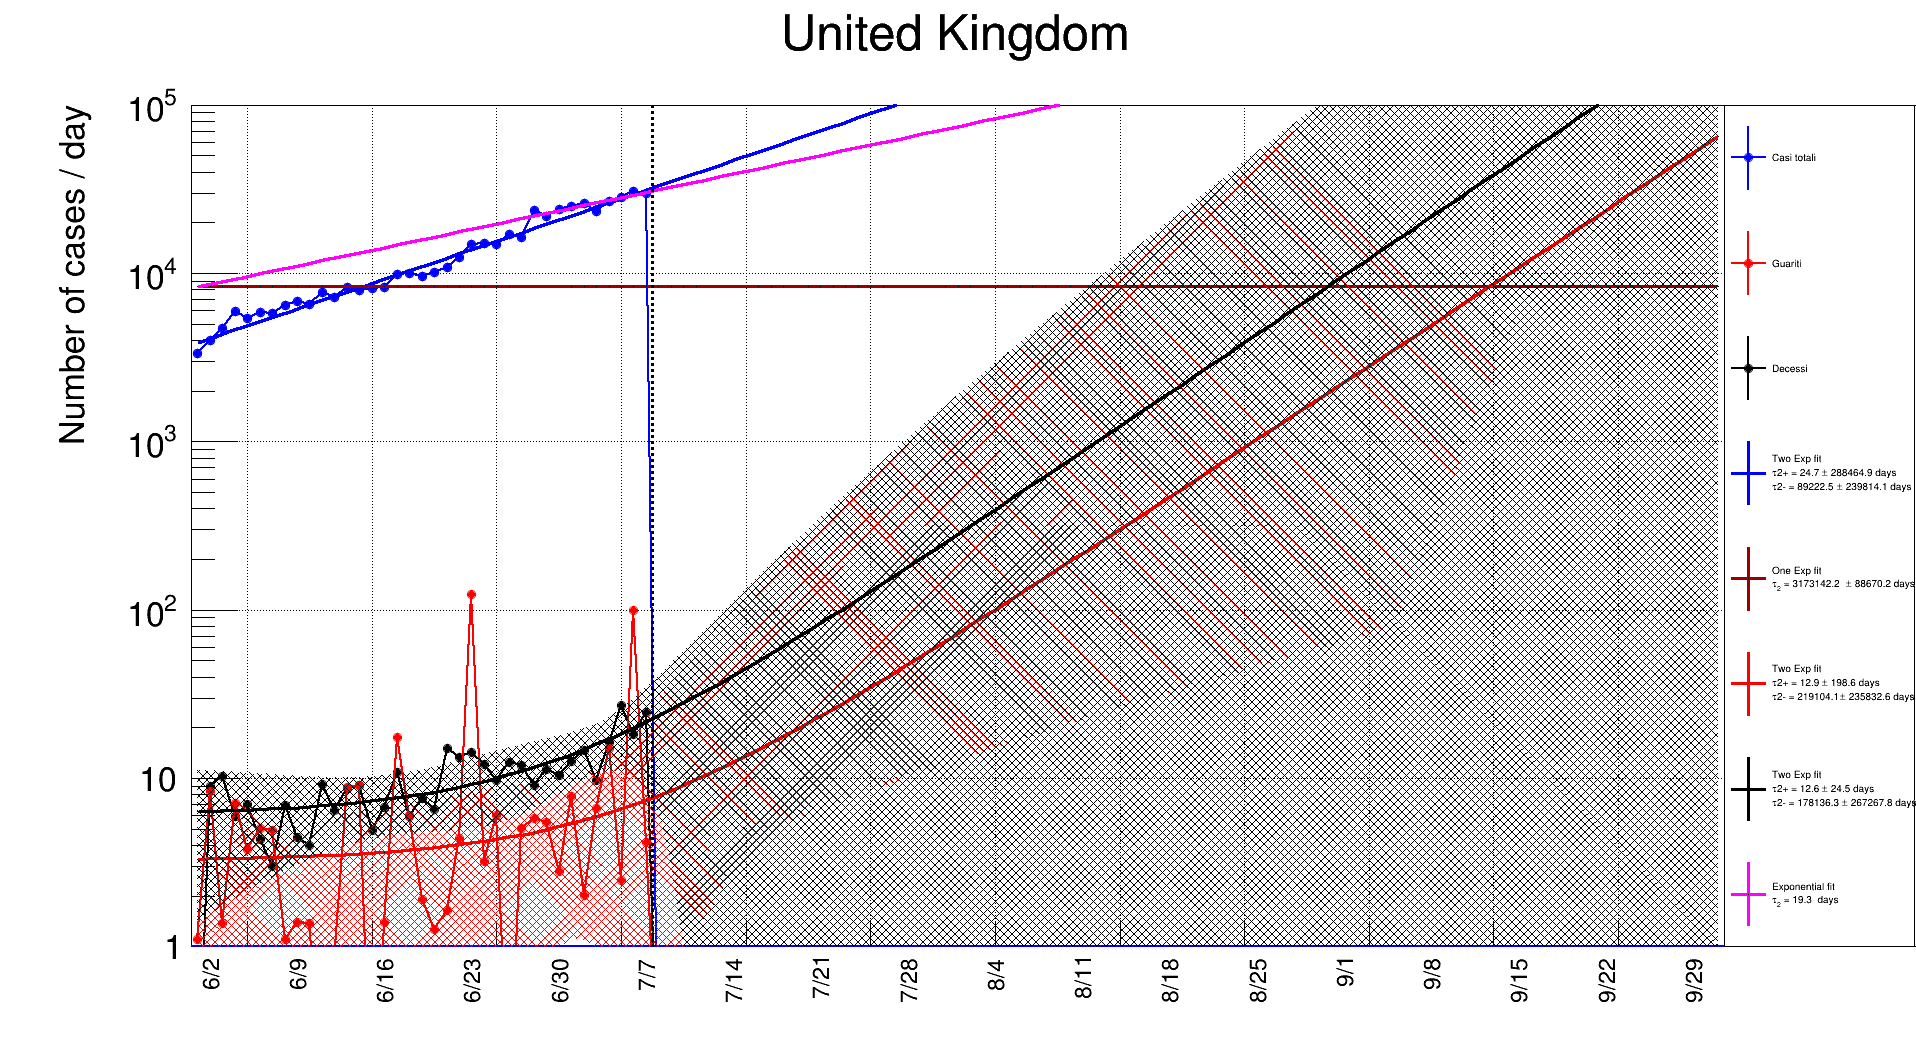 United Kingdom
Number of cases / day
10^5
10^4
10^3
10^2
10
1
6/2
6/9
6/16
6/23
6/30
7/7
7/14
7/21
7/28
8/4
8/11
8/18
8/25
9/1
9/8
9/15
9/22
9/29
Casi totali
Guariti
Decessi
Two Exp fit
τ2+ = 24.7 ± 288464.9 days
τ2- = 89222.5 ± 239814.1 days
One Exp fit
τ2 = 3173142.2 ± 88670.2 days
Two Exp fit
τ2+ = 12.9 ± 198.6 days
τ2- = 219104.1± 235832.6 days
Two Exp fit
τ2+ = 12.6 ± 24.5 days
τ2- = 178136.3 ± 267267.8 days
Exponential fit
τ2 = 19.3 days